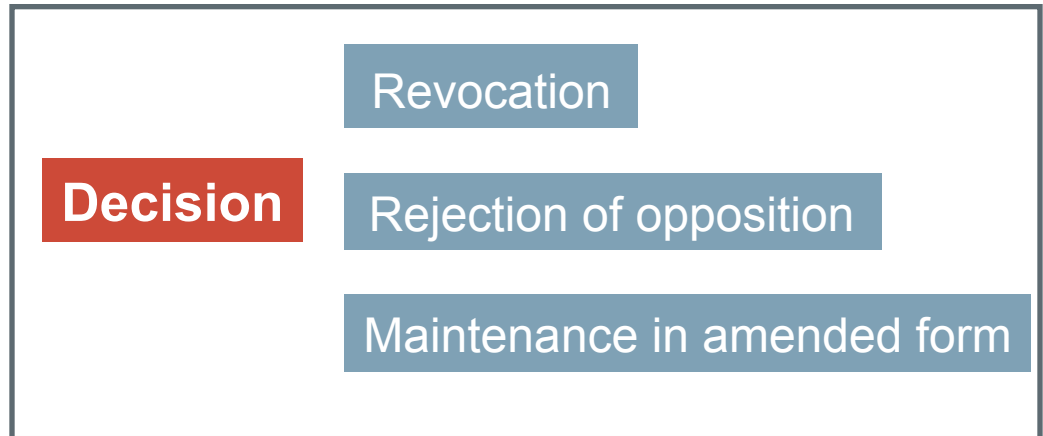 Revocation
Decision
Rejection of opposition
Maintenance in amended form